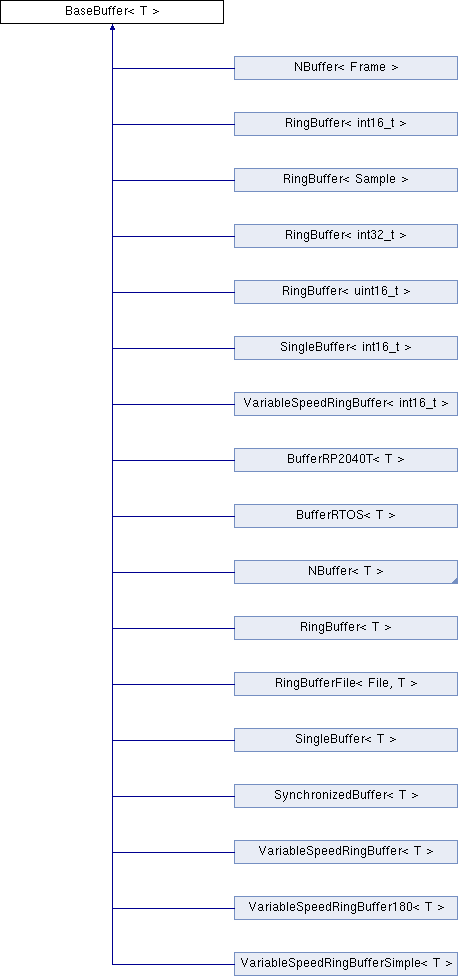 BaseBuffer< T >
NBuffer< Frame >
RingBuffer< int16_t >
RingBuffer< Sample >
RingBuffer< int32_t >
RingBuffer< uint16_t >
SingleBuffer< int16_t >
VariableSpeedRingBuffer< int16_t >
BufferRP2040T< T >
BufferRTOS< T >
NBuffer< T >
RingBuffer< T >
RingBufferFile< File, T >
SingleBuffer< T >
SynchronizedBuffer< T >
VariableSpeedRingBuffer< T >
VariableSpeedRingBuffer180< T >
VariableSpeedRingBufferSimple< T >